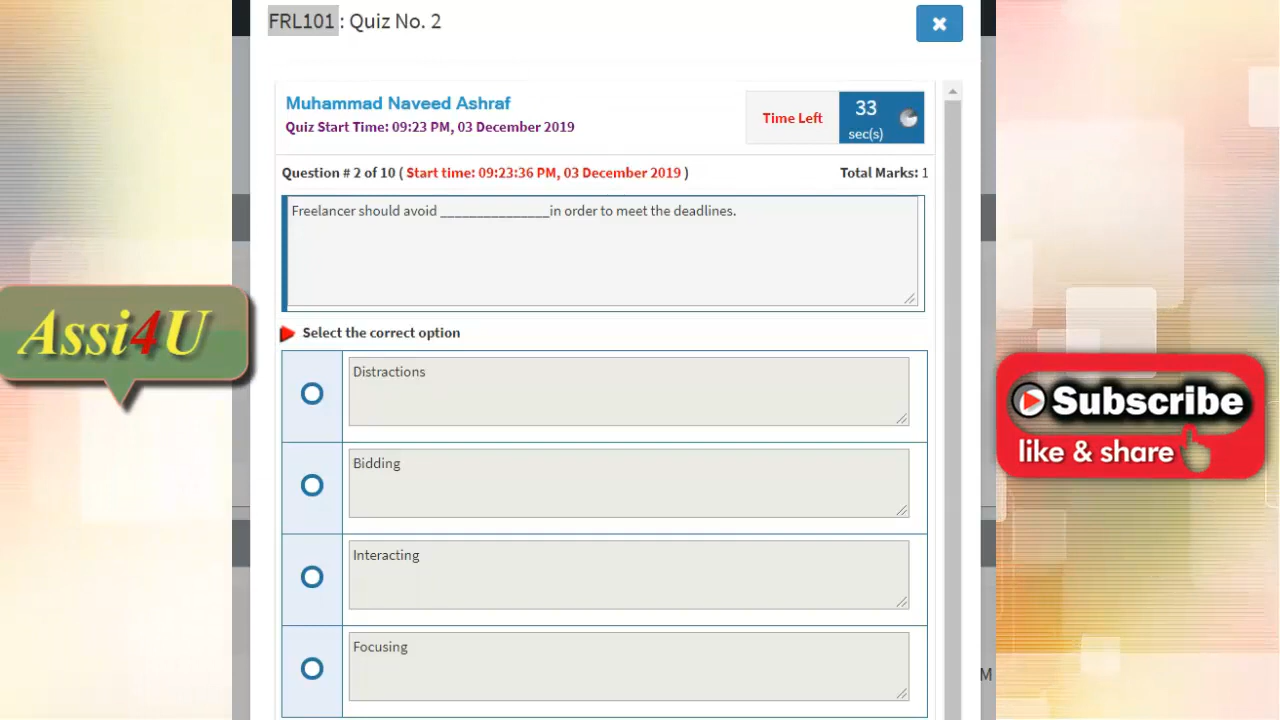 FRL101 : Quiz No. 2
Muhammad Naveed Ashraf
Quiz Start Time: 09:23 PM, 03 December 2019
Time Left
33
sec(s)
Question # 2 of 10 ( Start time: 09:23:36 PM, 03 December 2019 )
Total Marks: 1
Freelancer should avoid _______________in order to meet the deadlines.
Select the correct option
Distractions
Bidding
Interacting
Focusing
Assi4U
Subscribe
like & share
M